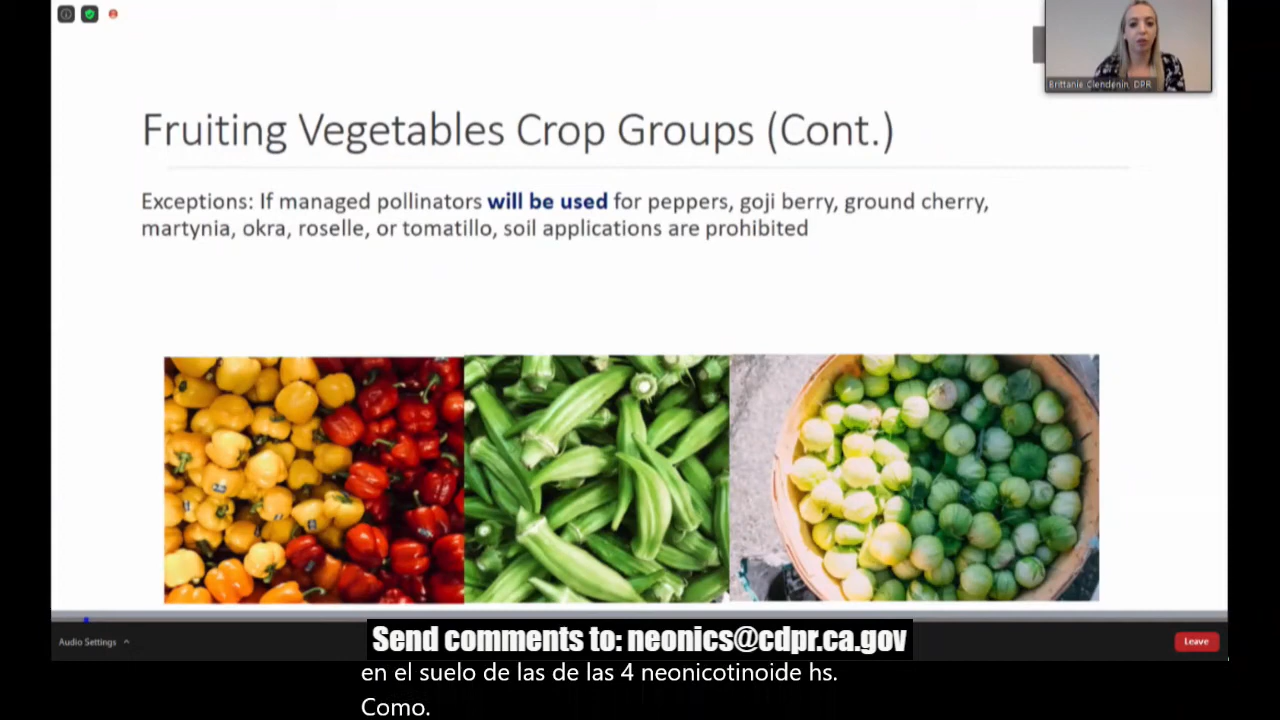 Brittanie Clendenin, DPR
Fruiting Vegetables Crop Groups (Cont.)
Exceptions: If managed pollinators will be used for peppers, goji berry, ground cherry,
martynia, okra, roselle, or tomatillo, soil applications are prohibited
Audio Settings
Leave
Send comments to: neonics@cdpr.ca.gov
en el suelo de las de las 4 neonicotinoide hs.
Como.